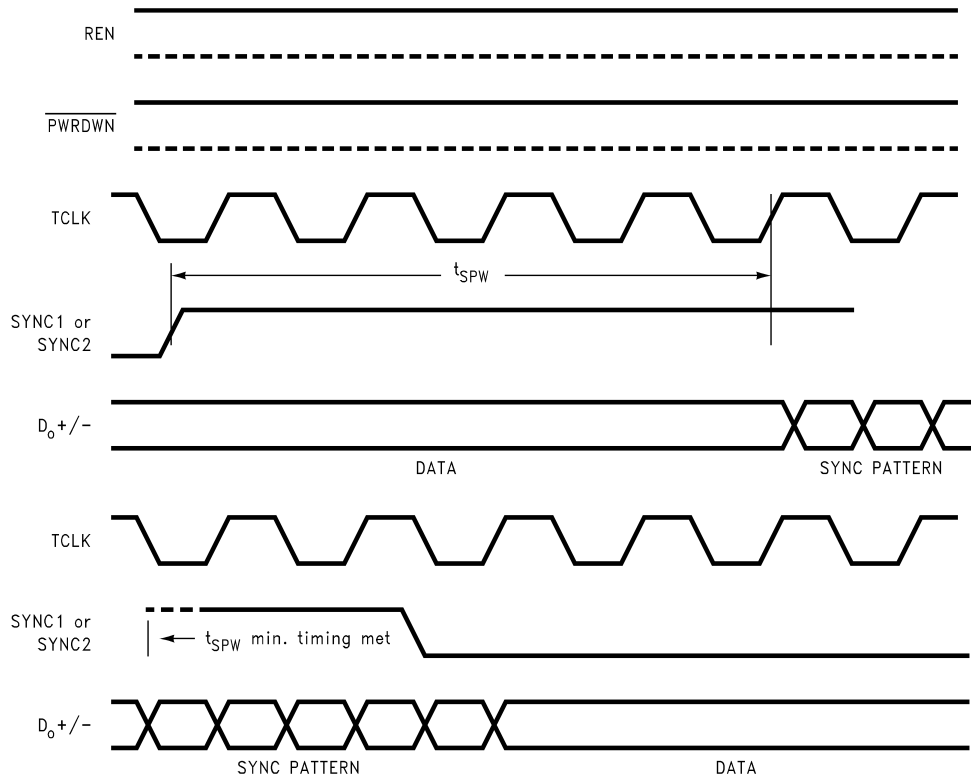 REN
PWRDWN
TCLK
tSPW
SYNC1 or
SYNC2
Do+/-
DATA
SYNC PATTERN
TCLK
SYNC1 or
SYNC2
tSPW min. timing met
Do+/-
SYNC PATTERN
DATA